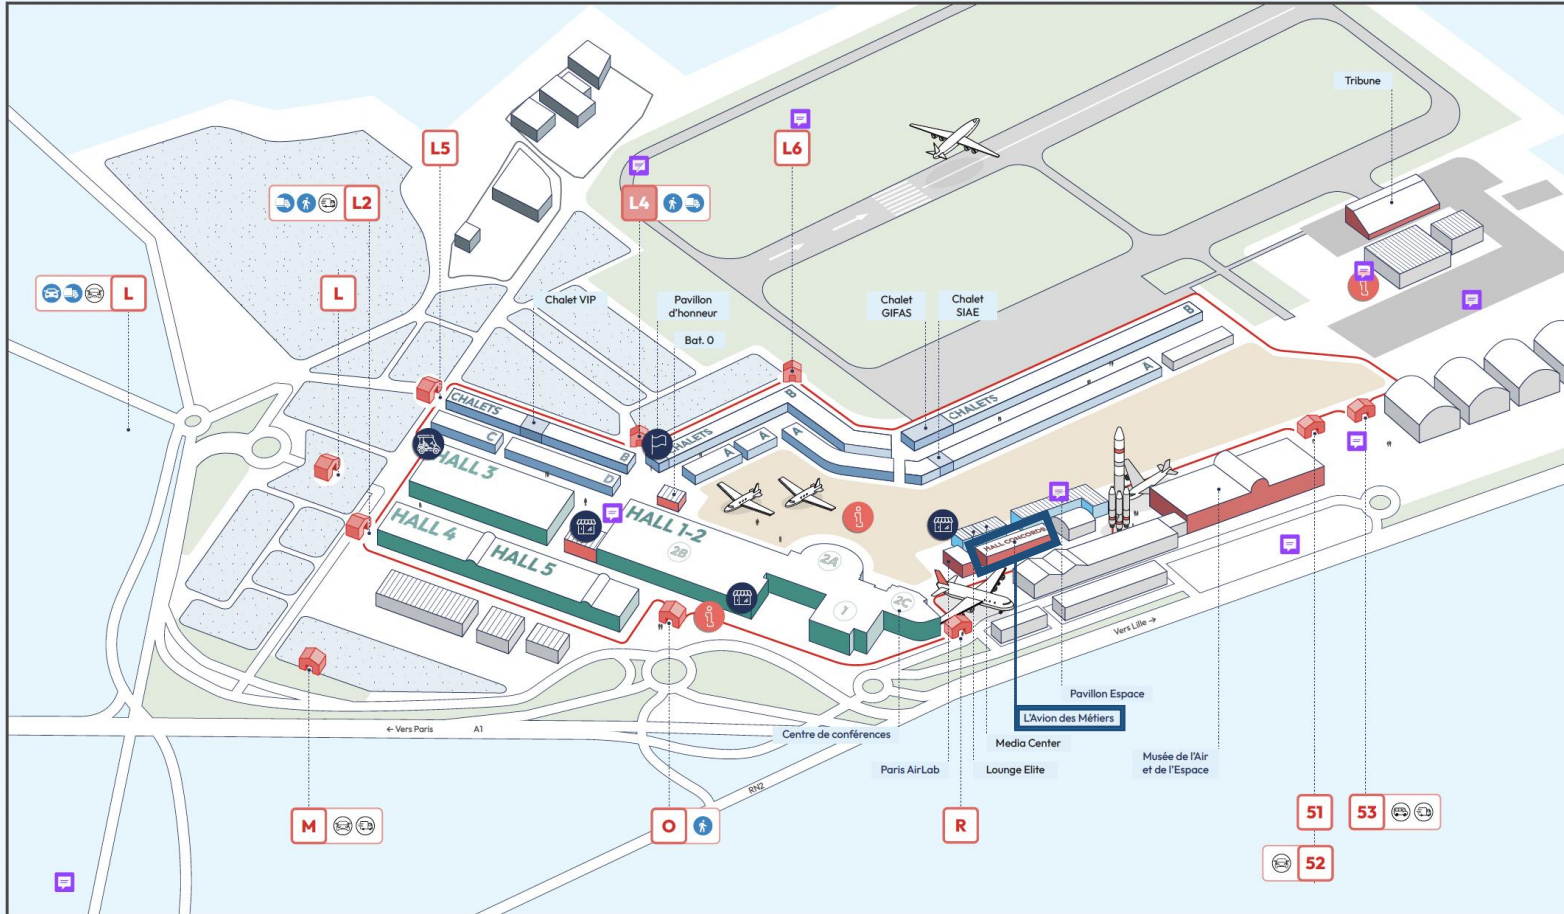 Tribune
L5
L6
L2
L4
L
L
Chalet VIP
Pavillon
d'honneur
Bat. 0
Chalet
GIFAS
Chalet
SIAE
B
CHALETS
A
B
CHALETS
A
A
A
CHALETS
C
B
D
HALL 3
HALL 4
HALL 5
HALL 1-2
2B
2A
1
2C
HALL CONCORDE
i
i
i
Vers Lille →
← Vers Paris
A1
RN2
Pavillon Espace
L'Avion des Métiers
Centre de conférences
Media Center
Paris AirLab
Lounge Elite
Musée de l'Air
et de l'Espace
M
O
R
51
53
52